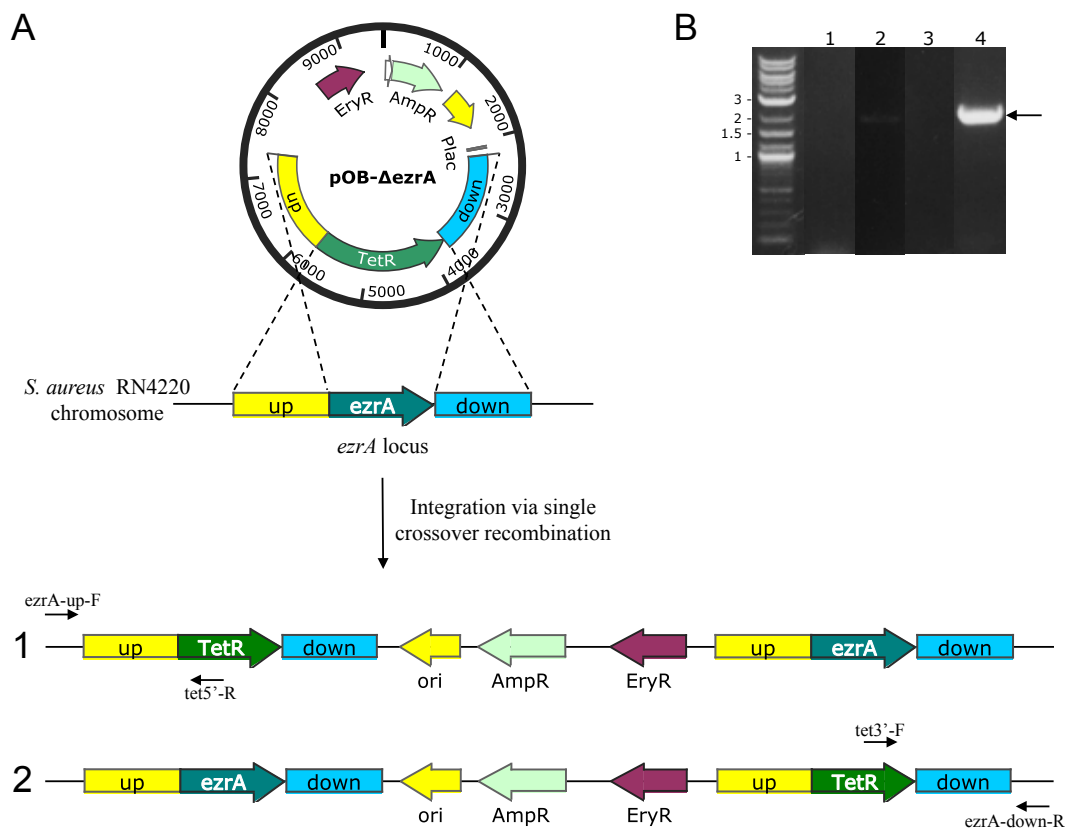 A
B
9000
1000
8000
2000
EryR
AmpR
Plac
pOB-ΔezrA
7000
3000
up
down
TetR
6000
4000
5000
1 2 3 4
3
2
1.5
1
S. aureus RN4220
chromosome
up
ezrA
down
ezrA locus
Integration via single
crossover recombination
ezrA-up-F
1
up
TetR
down
up
ezrA
down
ori
AmpR
EryR
tet5’-R
tet3’-F
2
up
ezrA
down
up
TetR
down
ori
AmpR
EryR
ezrA-down-R